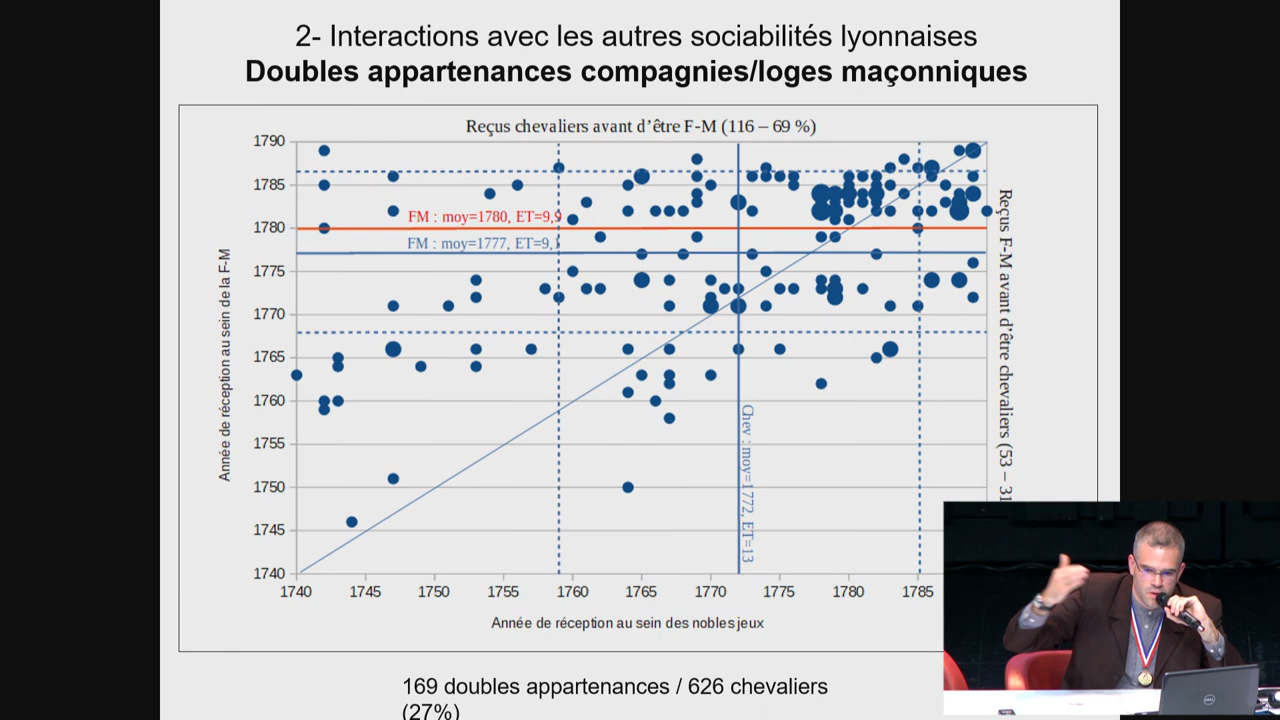 2- Interactions avec les autres sociabilités lyonnaises
Doubles appartenances compagnies/loges maçonniques
Reçus chevaliers avant d’être F-M (116 – 69 %)
1790
1785
1780
1775
1770
1765
1760
1755
1750
1745
1740
Année de réception au sein de la F-M
FM : moy=1780, ET=9,9
FM : moy=1777, ET=9,1
Chev : moy=1772, ET=13
Reçus F-M avant d’être chevaliers (53 – 31
1740
1745
1750
1755
1760
1765
1770
1775
1780
1785
Année de réception au sein des nobles jeux
169 doubles appartenances / 626 chevaliers
(27%)
DELL